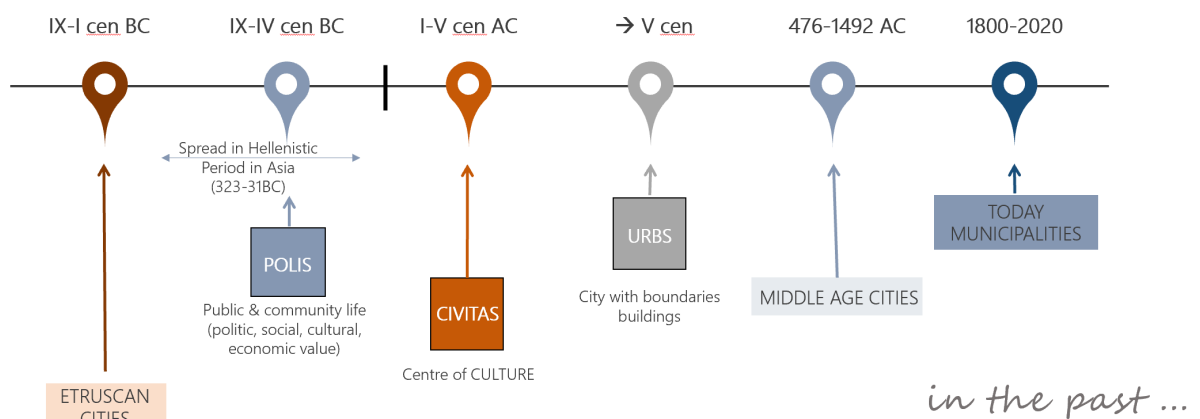 IX-I cen BC
IX-IV cen BC
I-V cen AC
→ V cen
476-1492 AC
1800-2020
Spread in Hellenistic
Period in Asia
(323-31BC)
POLIS
Public & community life
(politic, social, cultural,
economic value)
CIVITAS
Centre of CULTURE
URBS
City with boundaries
buildings
MIDDLE AGE CITIES
TODAY
MUNICIPALITIES
ETRUSCAN
CITIES
in the past ...